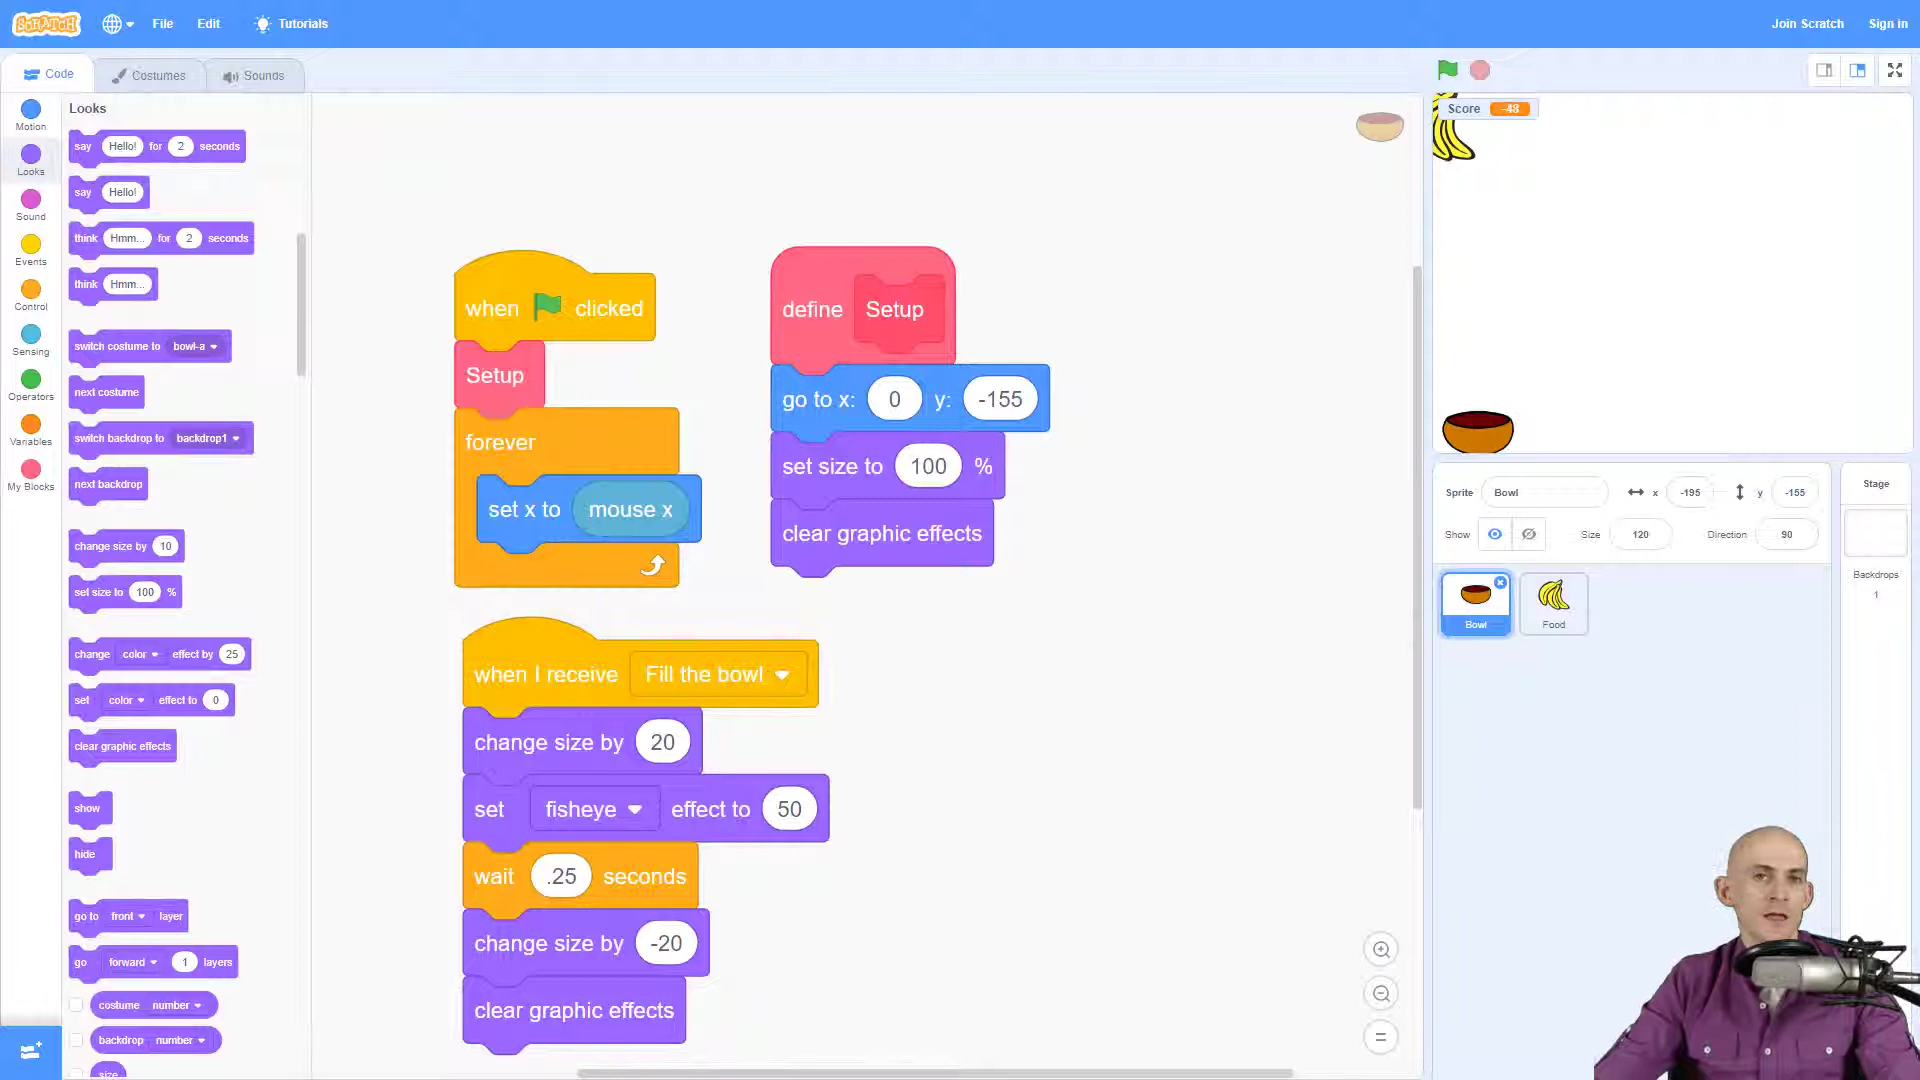 SCRATCH
File
Edit
Tutorials
Join Scratch
Sign in
Code
Costumes
Sounds
Motion
Looks
Sound
Events
Control
Sensing
Operators
Variables
My Blocks
Looks
say Hello! for 2 seconds
say Hello!
think Hmm... for 2 seconds
think Hmm...
switch costume to bowl-a
next costume
switch backdrop to backdrop1
next backdrop
change size by 10
set size to 100 %
change color effect by 25
set color effect to 0
clear graphic effects
show
hide
go to front layer
go forward 1 layers
costume number
backdrop number
size
when clicked
Setup
forever
set x to mouse x
define Setup
go to x: 0 y: -155
set size to 100 %
clear graphic effects
when I receive Fill the bowl
change size by 20
set fisheye effect to 50
wait .25 seconds
change size by -20
clear graphic effects
Score -48
Sprite Bowl x -195 y -155
Show Size 120 Direction 90
Bowl
Food
Stage
Backdrops
1